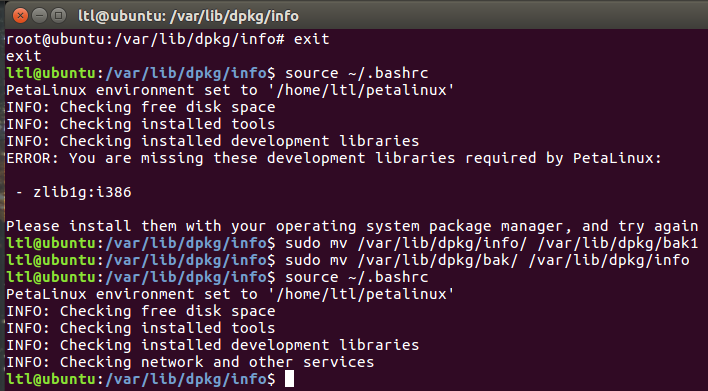 ltl@ubuntu: /var/lib/dpkg/info
root@ubuntu:/var/lib/dpkg/info# exit
exit
ltl@ubuntu:/var/lib/dpkg/info$ source ~/.bashrc
PetaLinux environment set to '/home/ltl/petalinux'
INFO: Checking free disk space
INFO: Checking installed tools
INFO: Checking installed development libraries
ERROR: You are missing these development libraries required by PetaLinux:
- zlib1g:i386
Please install them with your operating system package manager, and try again
ltl@ubuntu:/var/lib/dpkg/info$ sudo mv /var/lib/dpkg/info/ /var/lib/dpkg/bak1
ltl@ubuntu:/var/lib/dpkg/info$ sudo mv /var/lib/dpkg/bak/ /var/lib/dpkg/info
ltl@ubuntu:/var/lib/dpkg/info$ source ~/.bashrc
PetaLinux environment set to '/home/ltl/petalinux'
INFO: Checking free disk space
INFO: Checking installed tools
INFO: Checking installed development libraries
INFO: Checking network and other services
ltl@ubuntu:/var/lib/dpkg/info$